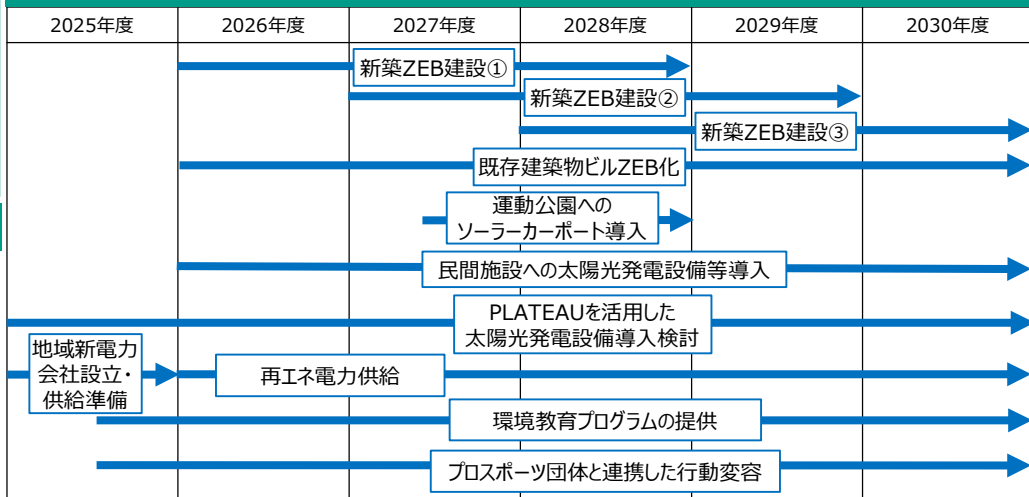 2025年度 2026年度 2027年度 2028年度 2029年度 2030年度
新築ZEB建設①
新築ZEB建設②
新築ZEB建設③
既存建築物ビルZEB化
運動公園への
ソーラーカーポート導入
民間施設への太陽光発電設備等導入
PLATEAUを活用した
太陽光発電設備導入検討
地域新電力
会社設立・
供給準備
再エネ電力供給
環境教育プログラムの提供
プロスポーツ団体と連携した行動変容